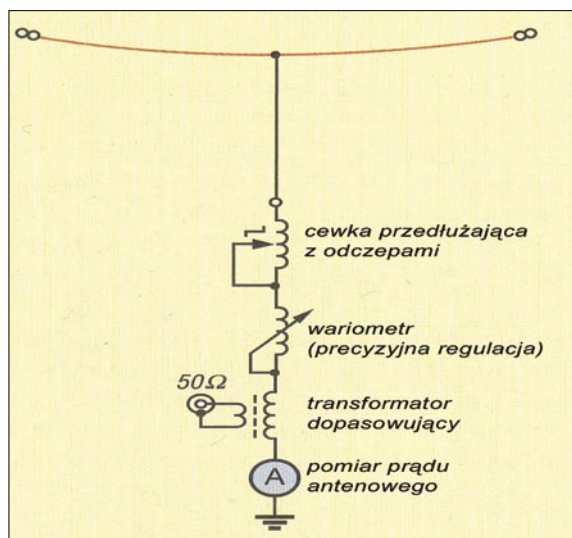 cewka przedłużająca
z odczepami
wariometr
(precyzyjna regulacja)
50Ω
transformator
dopasowujący
A
pomiar prądu
antenowego